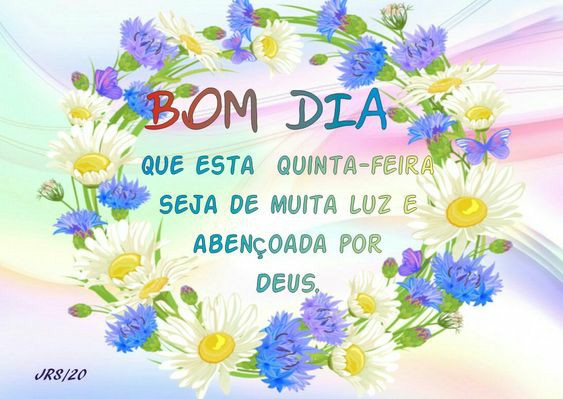 BOM DIA
QUE ESTA QUINTA-FEIRA
SEJA DE MUITA LUZ E
ABENÇOADA POR
DEUS.
JRS/20